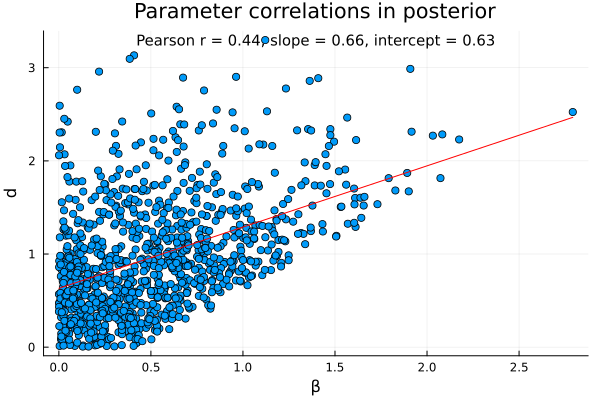 Parameter correlations in posterior
Pearson r = 0.44, slope = 0.66, intercept = 0.63
3
2
d
1
0
0.0 0.5 1.0 1.5 2.0 2.5
β